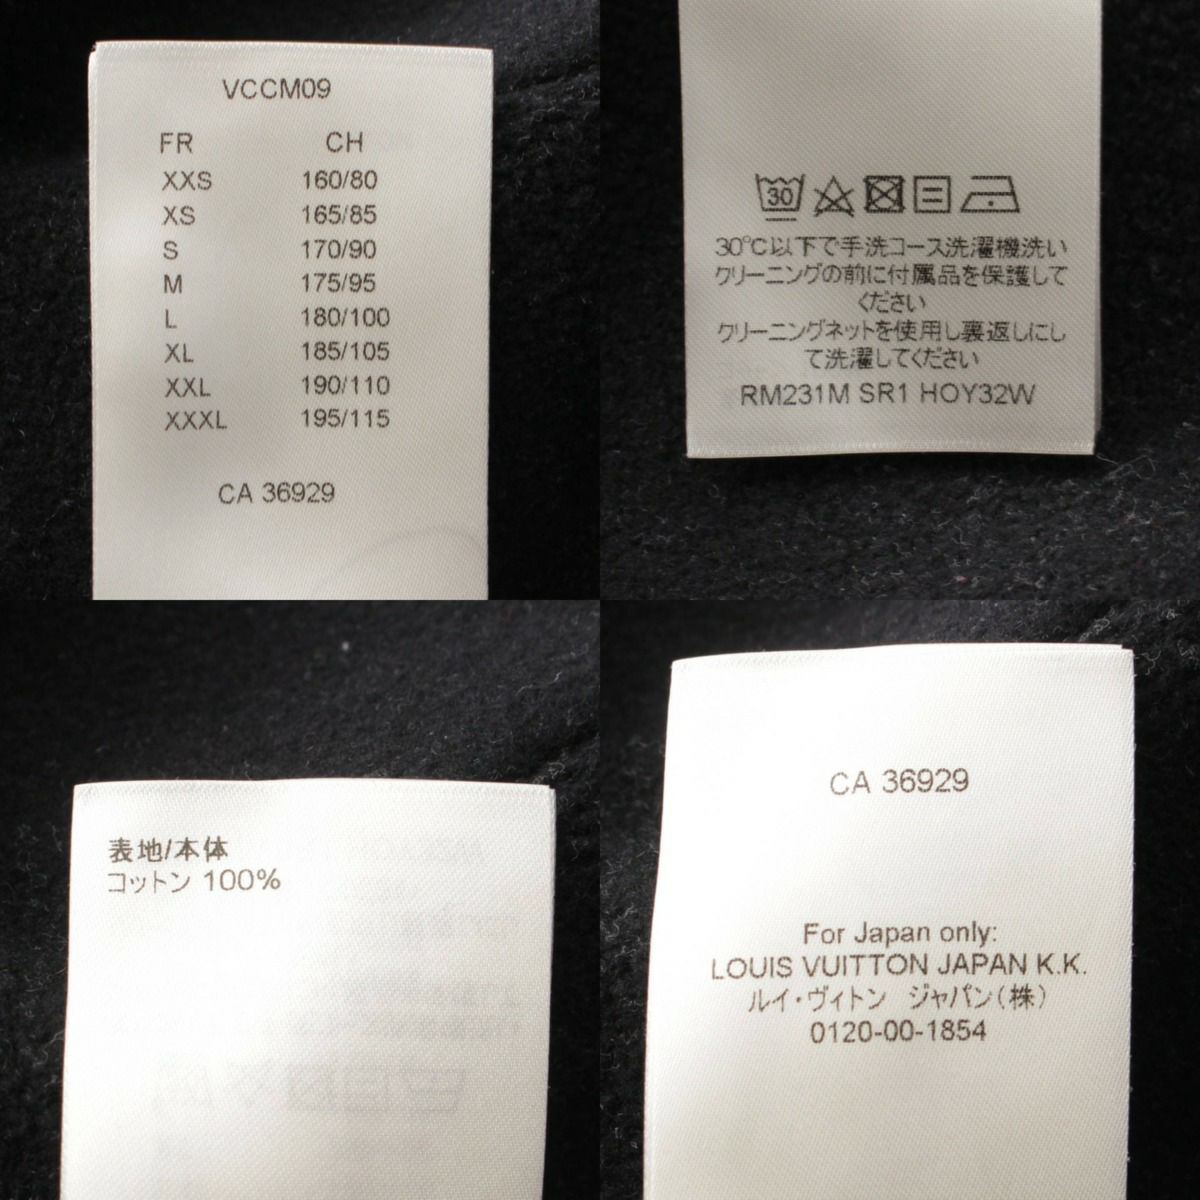 VCCM09
FR CH
XXS 160/80
XS 165/85
S 170/90
M 175/95
L 180/100
XL 185/105
XXL 190/110
XXXL 195/115
CA 36929
30
30℃以下で手洗コース洗濯機洗い
クリーニングの前に付属品を保護して
ください
クリーニングネットを使用し裏返しにし
て洗濯してください
RM231M SR1 HOY32W
表地/本体
コットン 100%
CA 36929
For Japan only:
LOUIS VUITTON JAPAN K.K.
ルイ・ヴィトン ジャパン(株)
0120-00-1854